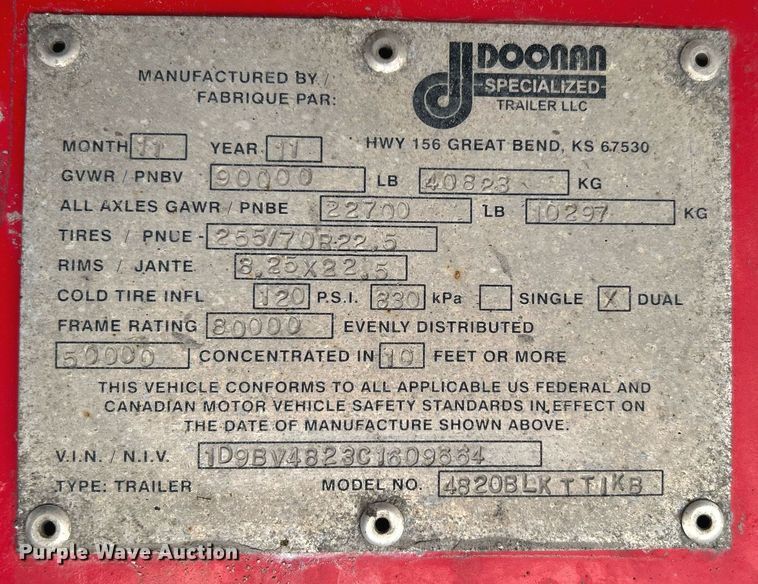 DOONAN
SPECIALIZED
TRAILER LLC
MANUFACTURED BY /
FABRIQUE PAR:
MONTH 11 YEAR 11 HWY 156 GREAT BEND, KS 67530
GVWR / PNBV 90000 LB 40823 KG
ALL AXLES GAWR / PNBE 22700 LB 10297 KG
TIRES / PNUE 255/70R22.5
RIMS / JANTE 8.25X22.5
COLD TIRE INFL 120 P.S.I. 830 kPa SINGLE X DUAL
FRAME RATING 80000 EVENLY DISTRIBUTED
50000 CONCENTRATED IN 10 FEET OR MORE
THIS VEHICLE CONFORMS TO ALL APPLICABLE US FEDERAL AND
CANADIAN MOTOR VEHICLE SAFETY STANDARDS IN EFFECT ON
THE DATE OF MANUFACTURE SHOWN ABOVE.
V.I.N. / N.I.V. 1D9BV4823C1609664
TYPE: TRAILER MODEL NO. 4820BLKTT1KB
Purple Wave Auction